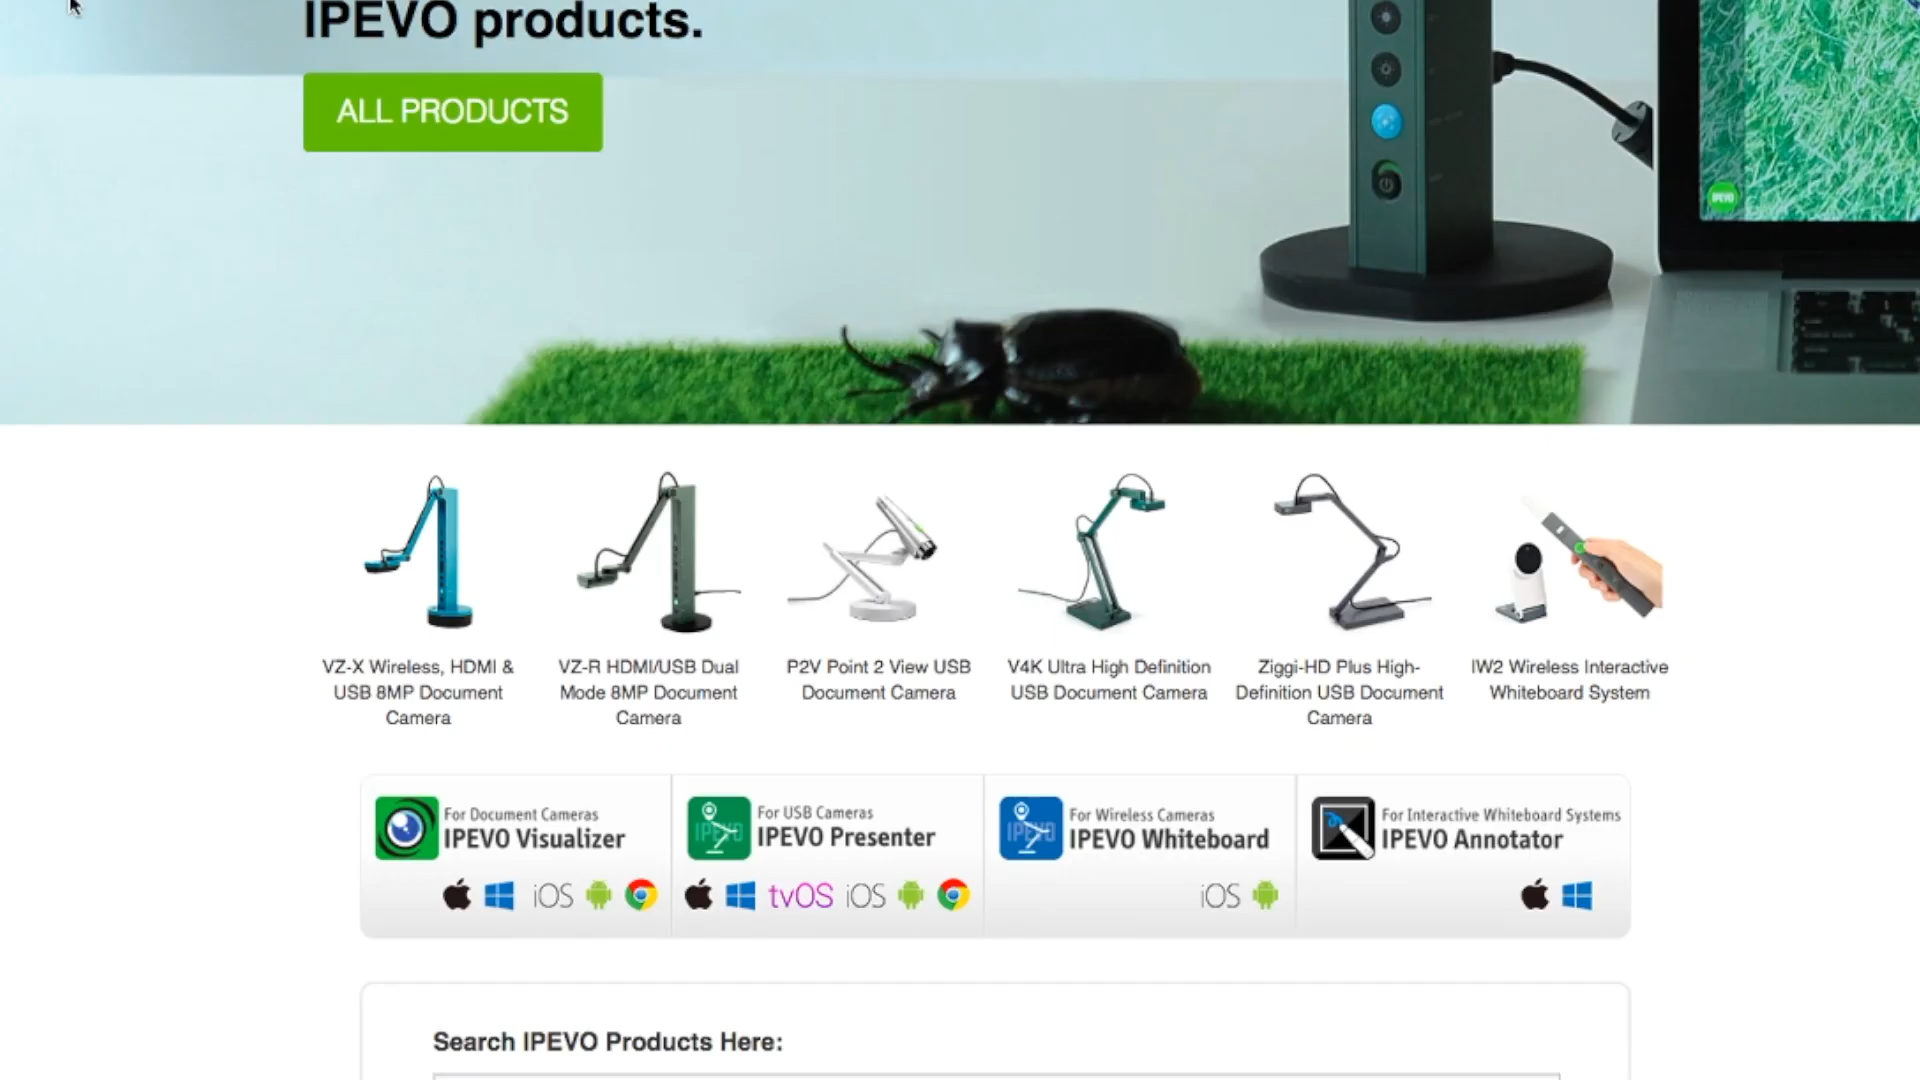 IPEVO products.
ALL PRODUCTS
IPEVO
VZ-X Wireless, HDMI &
USB 8MP Document
Camera
VZ-R HDMI/USB Dual
Mode 8MP Document
Camera
P2V Point 2 View USB
Document Camera
V4K Ultra High Definition
USB Document Camera
Ziggi-HD Plus High-
Definition USB Document
Camera
IW2 Wireless Interactive
Whiteboard System
For Document Cameras
IPEVO Visualizer
iOS
For USB Cameras
IPEVO
IPEVO Presenter
tvOS iOS
For Wireless Cameras
IPEVO
IPEVO Whiteboard
iOS
For Interactive Whiteboard Systems
IPEVO Annotator
Search IPEVO Products Here: